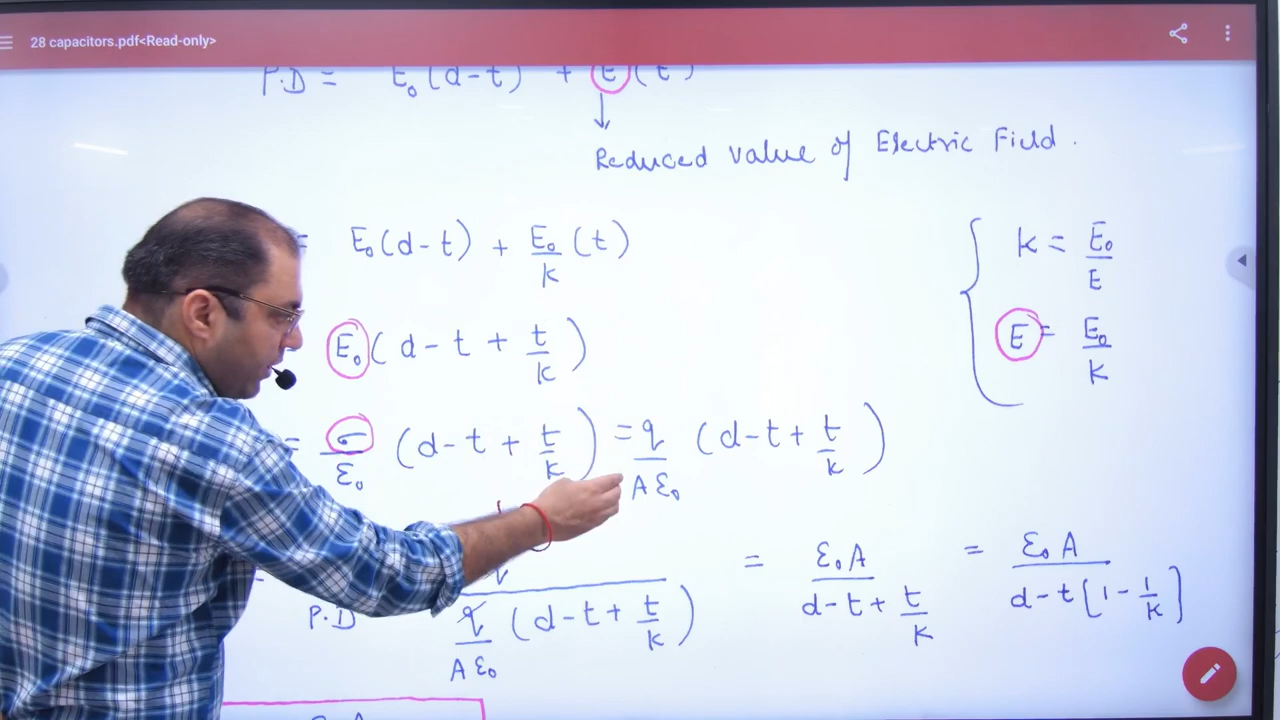 28 capacitors.pdf<Read-only>
P.D = E₀(d-t) + E(t)
Reduced value of Electric Field.
= E₀(d-t) + E₀/k (t)
k = E₀/E
E₀(d-t + t/k)
E = E₀/k
= σ/ε₀ (d-t + t/k) = q/Aε₀ (d-t + t/k)
= q/(q/Aε₀ (d-t + t/k)) = ε₀A/(d-t + t/k) = ε₀A/(d-t[1-1/k])
P.D